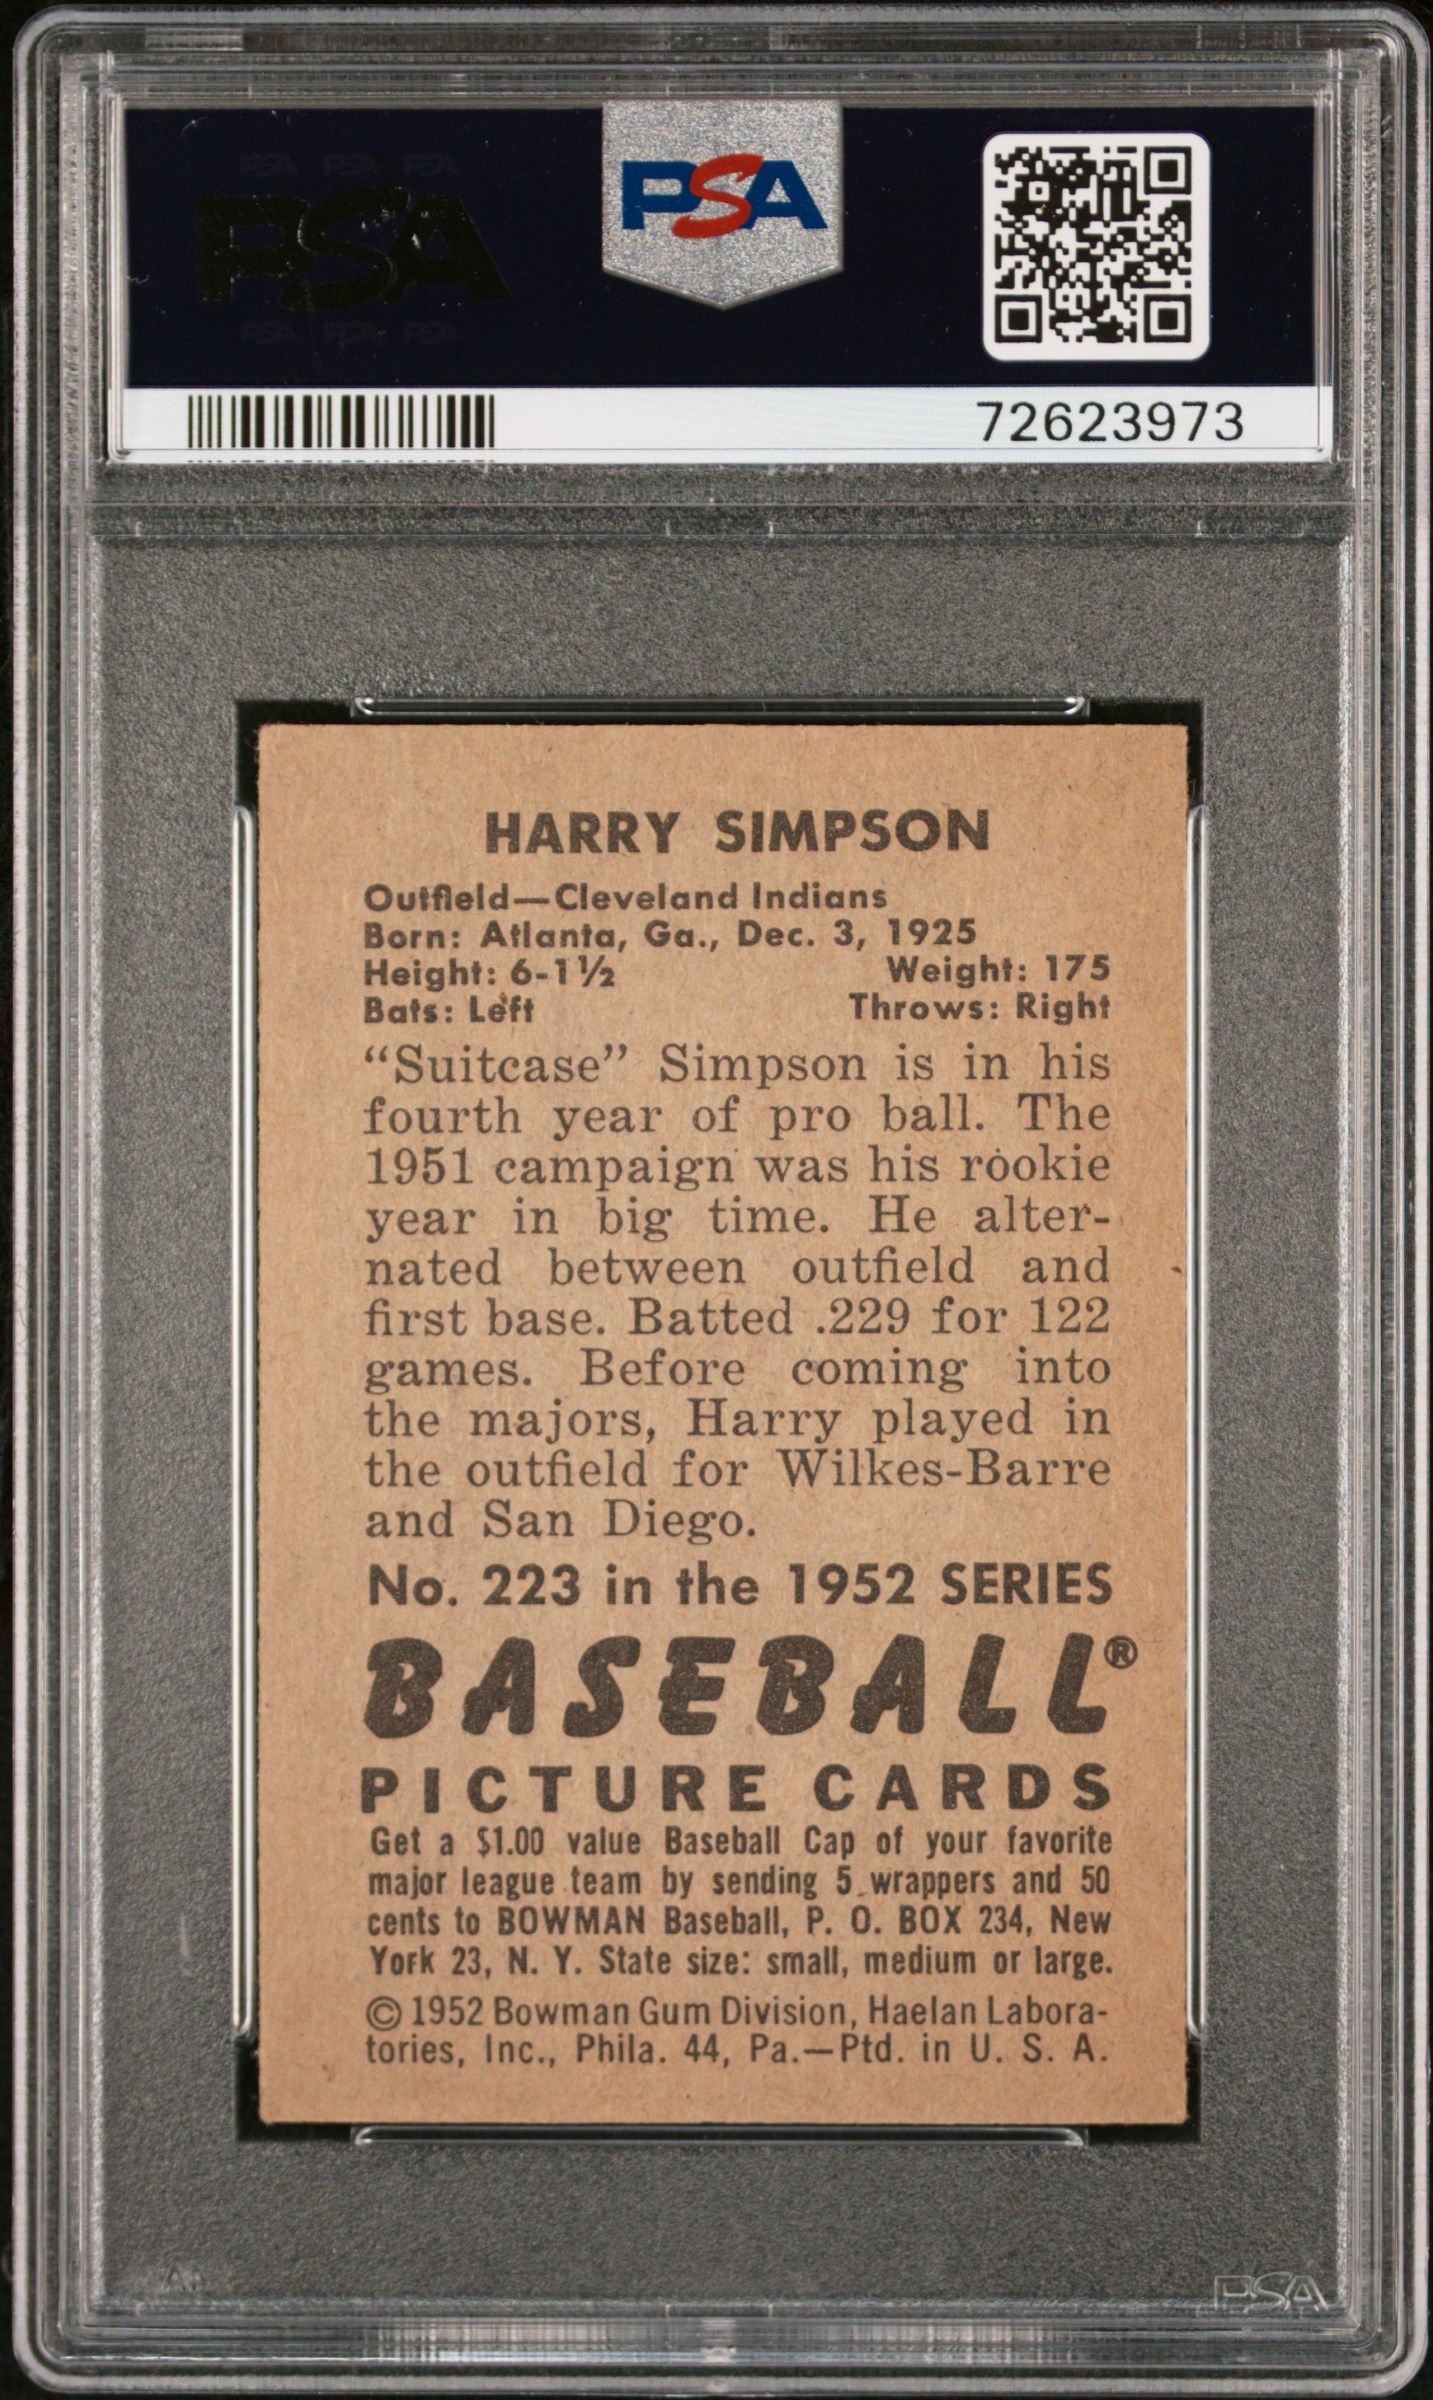 PSA PSA PSA
PSA
PSA PSA PSA
PSA
72623973
HARRY SIMPSON
Outfield—Cleveland Indians
Born: Atlanta, Ga., Dec. 3, 1925
Height: 6-1½ Weight: 175
Bats: Left Throws: Right
“Suitcase” Simpson is in his
fourth year of pro ball. The
1951 campaign was his rookie
year in big time. He alter-
nated between outfield and
first base. Batted .229 for 122
games. Before coming into
the majors, Harry played in
the outfield for Wilkes-Barre
and San Diego.
No. 223 in the 1952 SERIES
BASEBALL®
PICTURE CARDS
Get a $1.00 value Baseball Cap of your favorite
major league team by sending 5 wrappers and 50
cents to BOWMAN Baseball, P. O. BOX 234, New
York 23, N. Y. State size: small, medium or large.
© 1952 Bowman Gum Division, Haelan Labora-
tories, Inc., Phila. 44, Pa.—Ptd. in U. S. A.
PSA